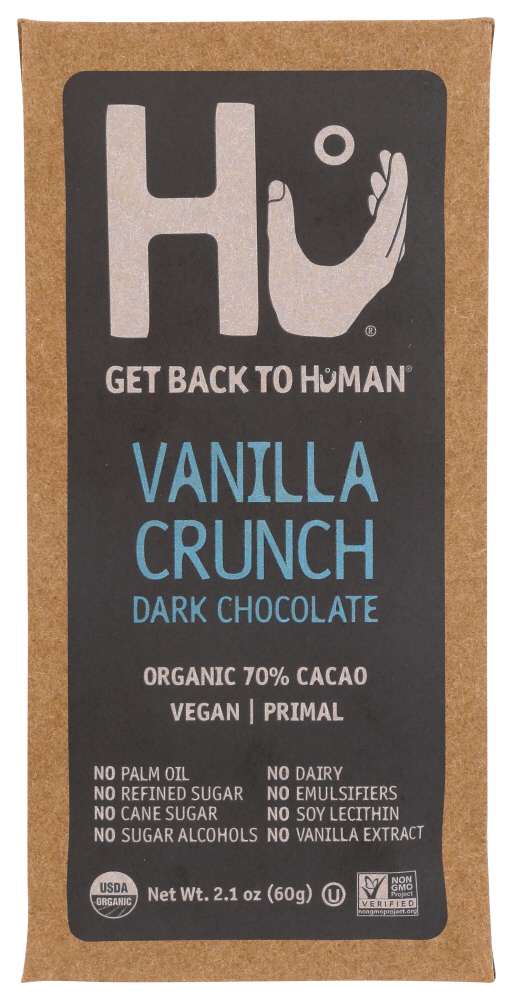 Hu
®
GET BACK TO HUMAN®
VANILLA
CRUNCH
DARK CHOCOLATE
ORGANIC 70% CACAO
VEGAN | PRIMAL
NO PALM OIL
NO REFINED SUGAR
NO CANE SUGAR
NO SUGAR ALCOHOLS
NO DAIRY
NO EMULSIFIERS
NO SOY LECITHIN
NO VANILLA EXTRACT
USDA
ORGANIC
Net Wt. 2.1 oz (60g)
U
NON
GMO
Project
VERIFIED
nongmoproject.org